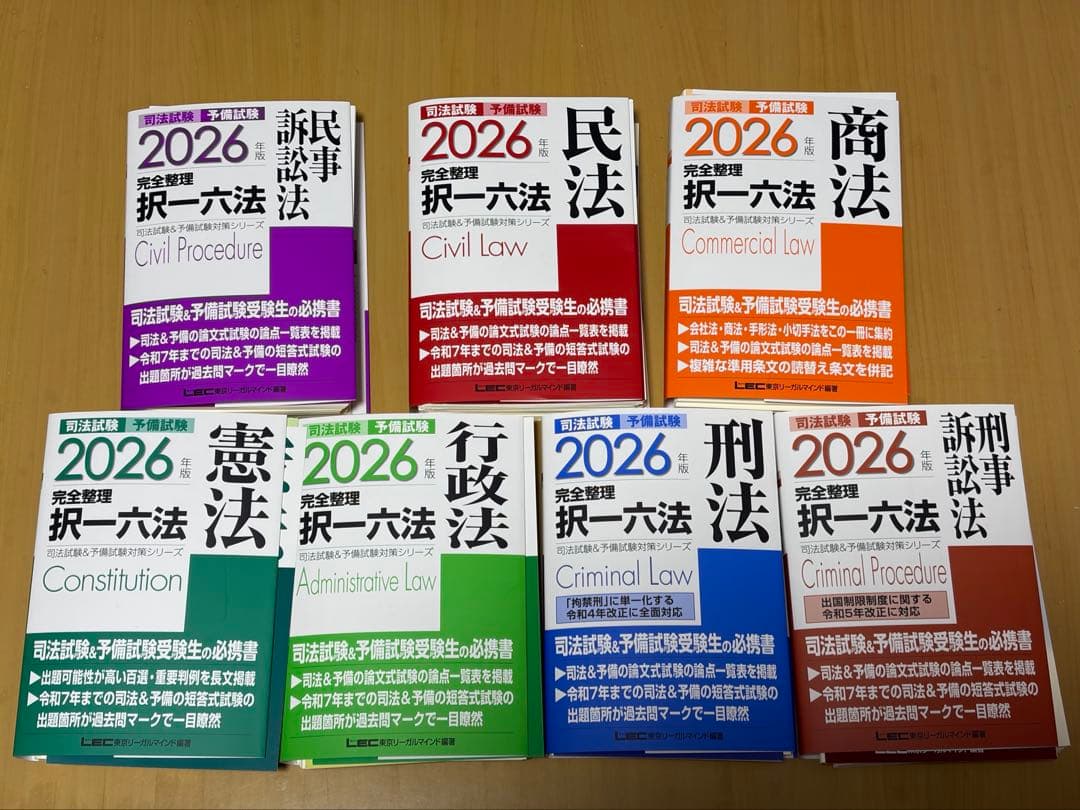 司法試験 予備試験
2026年版
民事訴訟法
完全整理
択一六法
司法試験&予備試験対策シリーズ
Civil Procedure
司法試験&予備試験受験生の必携書
▶司法&予備の論文式試験の論点一覧表を掲載
▶令和7年までの司法&予備の短答式試験の
出題箇所が過去問マークで一目瞭然
LEC東京リーガルマインド編著
司法試験 予備試験
2026年版
民法
完全整理
択一六法
司法試験&予備試験対策シリーズ
Civil Law
司法試験&予備試験受験生の必携書
▶司法&予備の論文式試験の論点一覧表を掲載
▶令和7年までの司法&予備の短答式試験の
出題箇所が過去問マークで一目瞭然
LEC東京リーガルマインド編著
司法試験 予備試験
2026年版
商法
完全整理
択一六法
司法試験&予備試験対策シリーズ
Commercial Law
司法試験&予備試験受験生の必携書
▶会社法・商法・手形法・小切手法をこの一冊に集約
▶司法&予備の論文式試験の論点一覧表を掲載
▶複雑な準用条文の読替え条文を併記
LEC東京リーガルマインド編著
司法試験 予備試験
2026年版
憲法
完全整理
択一六法
司法試験&予備試験対策シリーズ
Constitution
司法試験&予備試験受験生の必携書
▶出題可能性が高い百選・重要判例を長文掲載
▶令和7年までの司法&予備の短答式試験の
出題箇所が過去問マークで一目瞭然
LEC東京リーガルマインド編著
司法試験 予備試験
2026年版
行政法
完全整理
択一六法
司法試験&予備試験対策シリーズ
Administrative Law
司法試験&予備試験受験生の必携書
▶司法&予備の論文式試験の論点一覧表を掲載
▶令和7年までの司法&予備の短答式試験の
出題箇所が過去問マークで一目瞭然
LEC東京リーガルマインド編著
司法試験 予備試験
2026年版
刑法
完全整理
択一六法
司法試験&予備試験対策シリーズ
Criminal Law
「拘禁刑」に単一化する
令和4年改正に全面対応
司法試験&予備試験受験生の必携書
▶司法&予備の論文式試験の論点一覧表を掲載
▶令和7年までの司法&予備の短答式試験の
出題箇所が過去問マークで一目瞭然
LEC東京リーガルマインド編著
司法試験 予備試験
2026年版
刑事訴訟法
完全整理
択一六法
司法試験&予備試験対策シリーズ
Criminal Procedure
出国制限制度に関する
令和5年改正に対応
司法試験&予備試験受験生の必携書
▶司法&予備の論文式試験の論点一覧表を掲載
▶令和7年までの司法&予備の短答式試験の
出題箇所が過去問マークで一目瞭然
LEC東京リーガルマインド編著